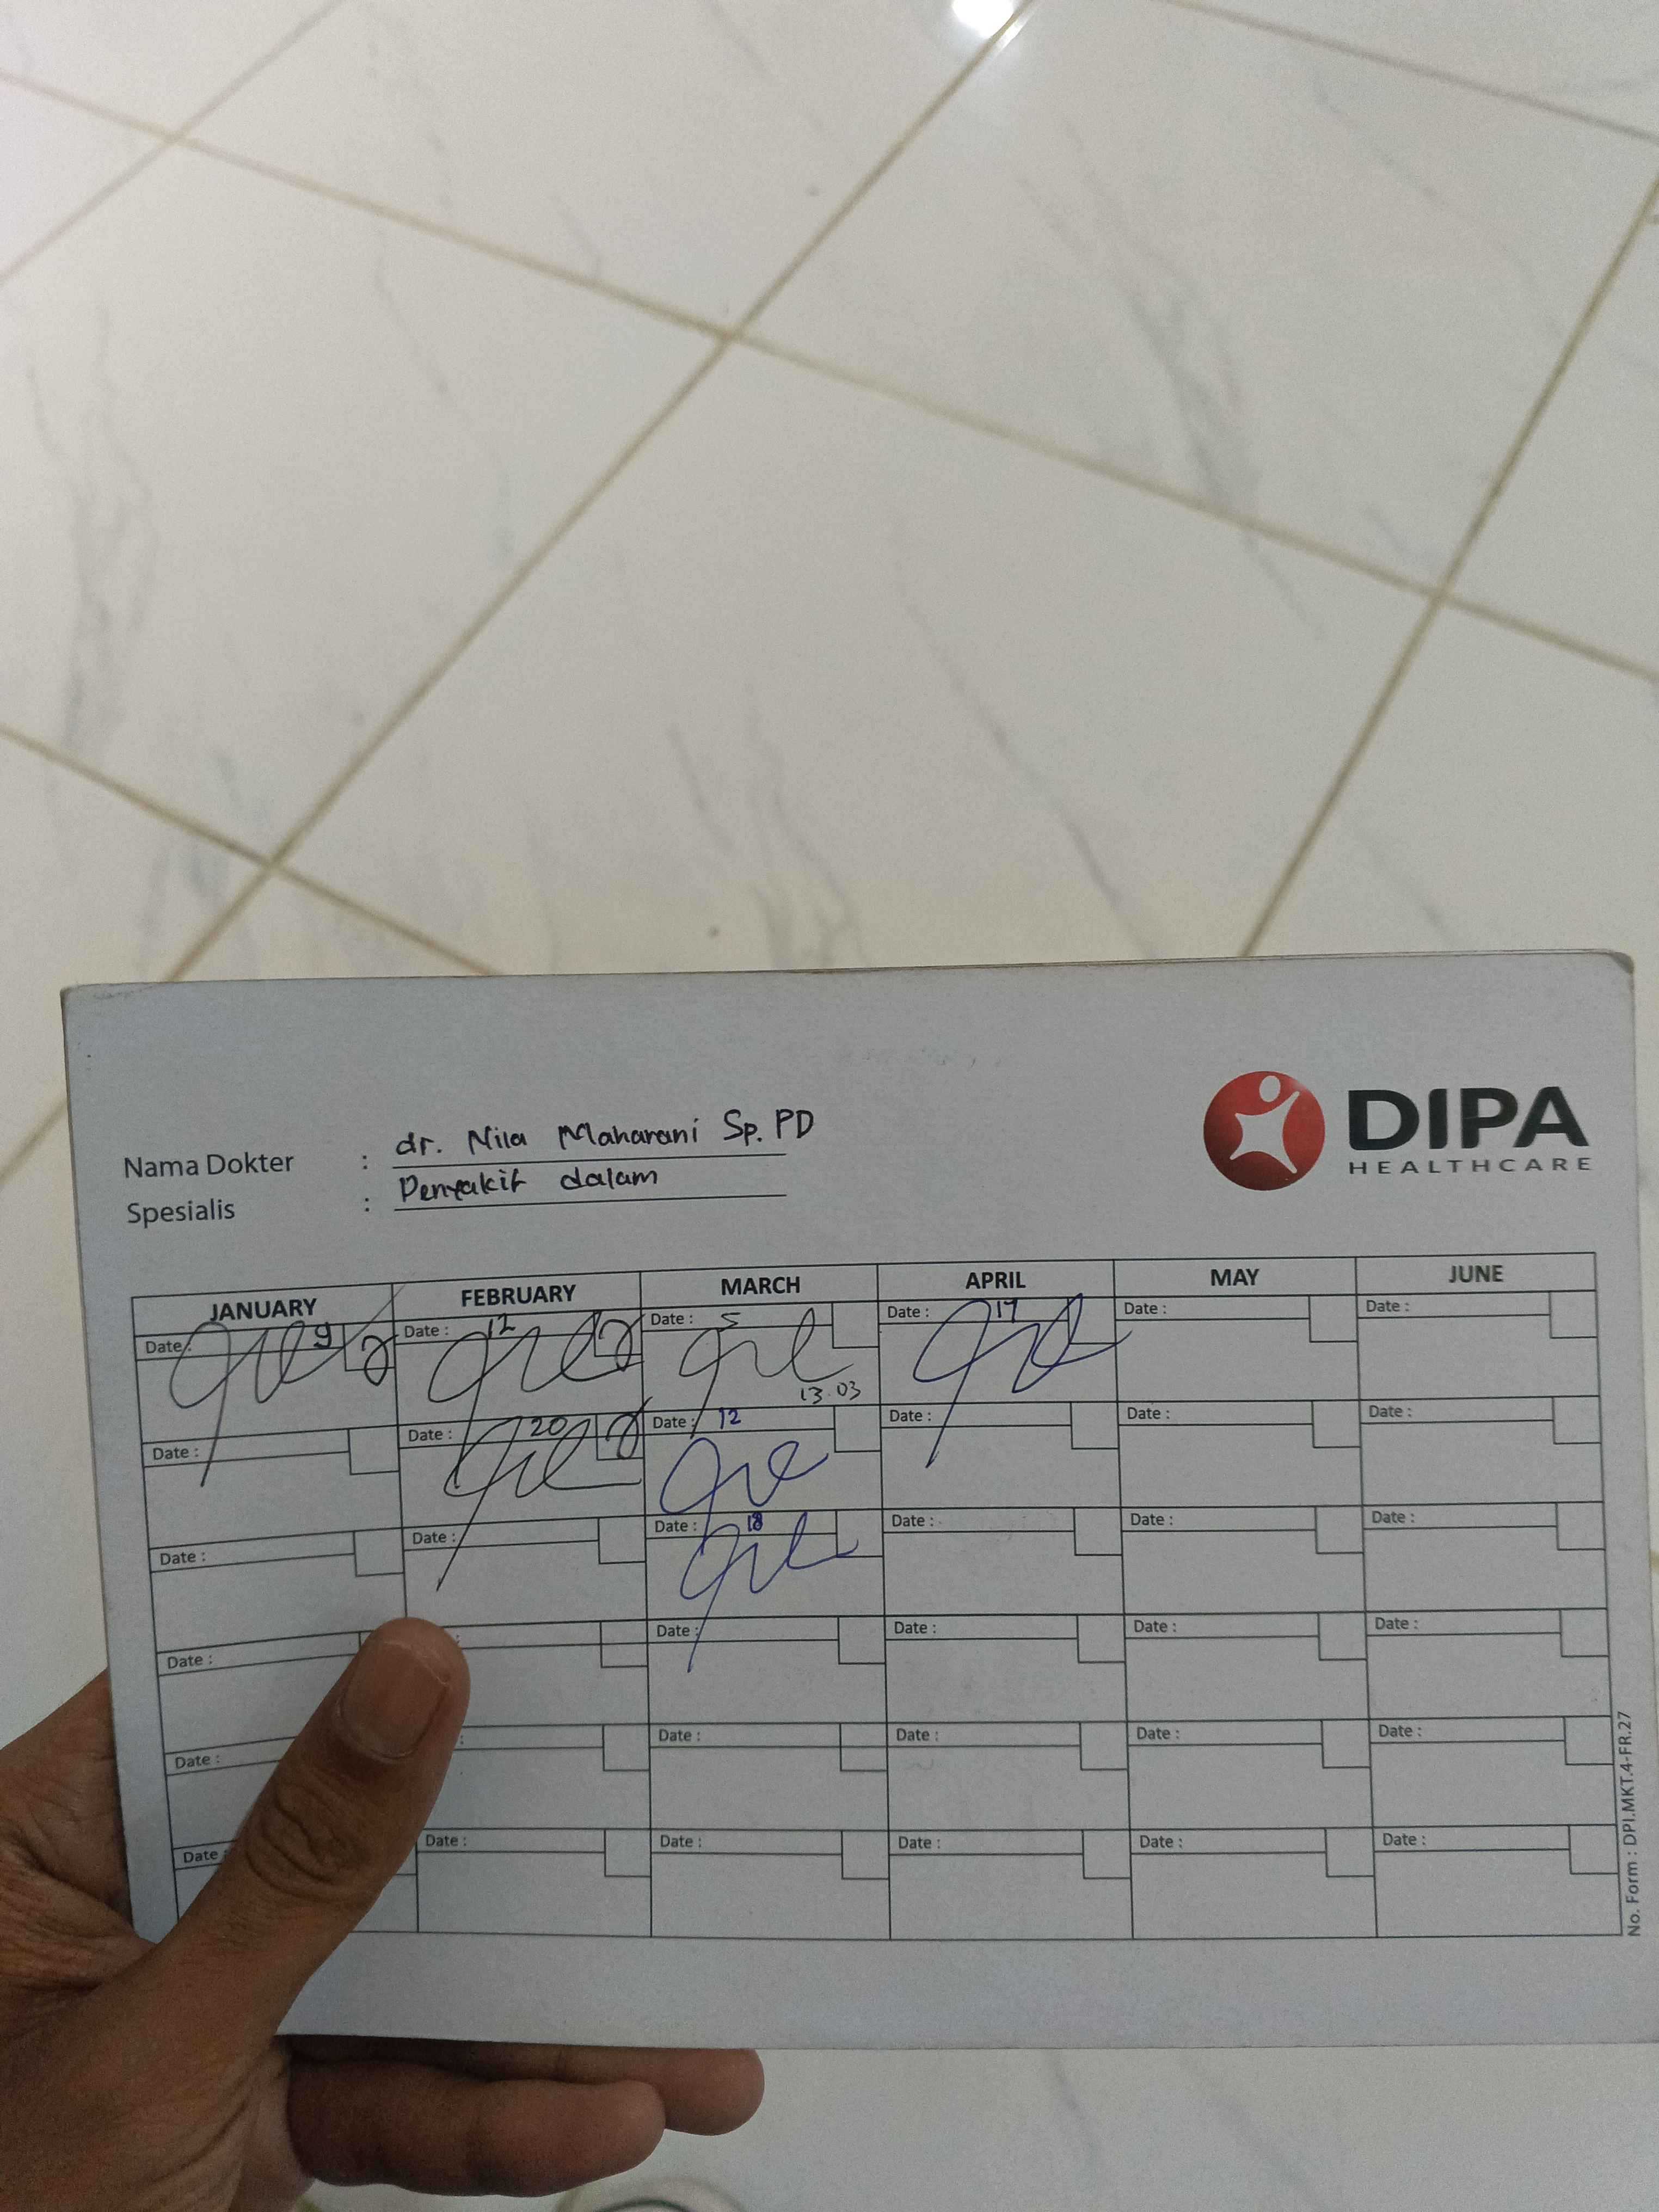 DIPA
HEALTHCARE
Nama Dokter : dr. Nila Maharani Sp. PD
Spesialis : Penyakit dalam
JANUARY FEBRUARY MARCH APRIL MAY JUNE
Date : 9 Date : 12 Date : 5 Date : 17 Date : Date :
13.03
Date : Date : 20 Date : 12 Date : Date : Date :
Date : Date : Date : 18 Date : Date : Date :
Date : : Date : Date : Date : Date :
Date : : Date : Date : Date : Date :
Date Date : Date : Date : Date : Date :
No. Form : DPI.MKT.4-FR.27